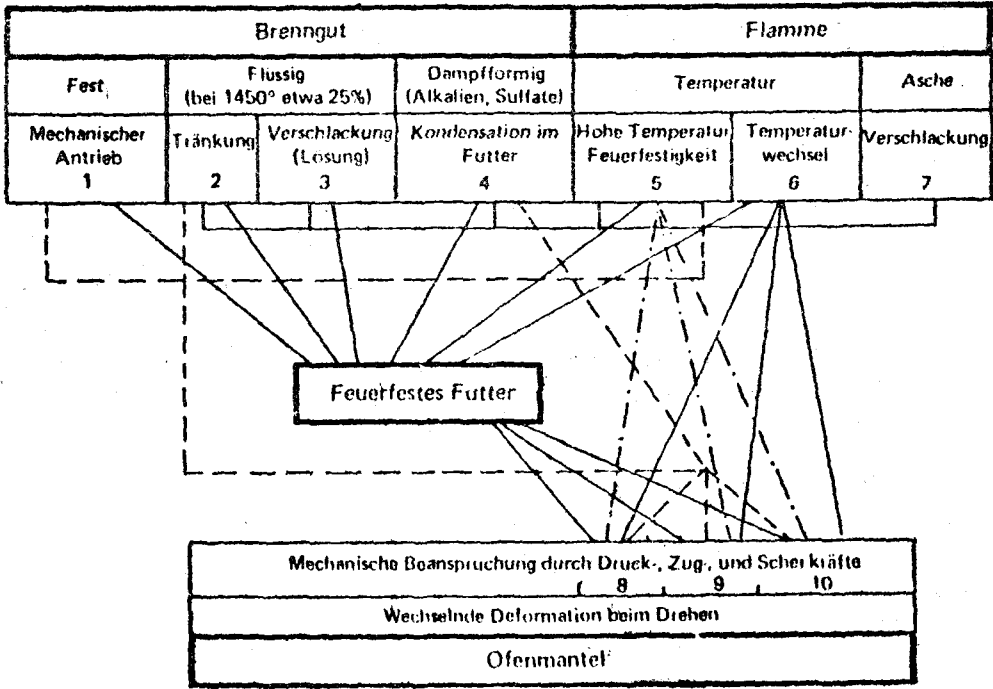 Brenngut Flamme
Fest Flüssig Dampfförmig Temperatur Asche
(bei 1450° etwa 25%) (Alkalien, Sulfate)
Mechanischer Tränkung Verschlackung Kondensation im Hohe Temperatur Temperatur- Verschlackung
Antrieb (Lösung) Futter Feuerfestigkeit wechsel
1 2 3 4 5 6 7
Feuerfestes Futter
Mechanische Beanspruchung durch Druck-, Zug-, und Scherkräfte
8 9 10
Wechselnde Deformation beim Drehen
Ofenmantel